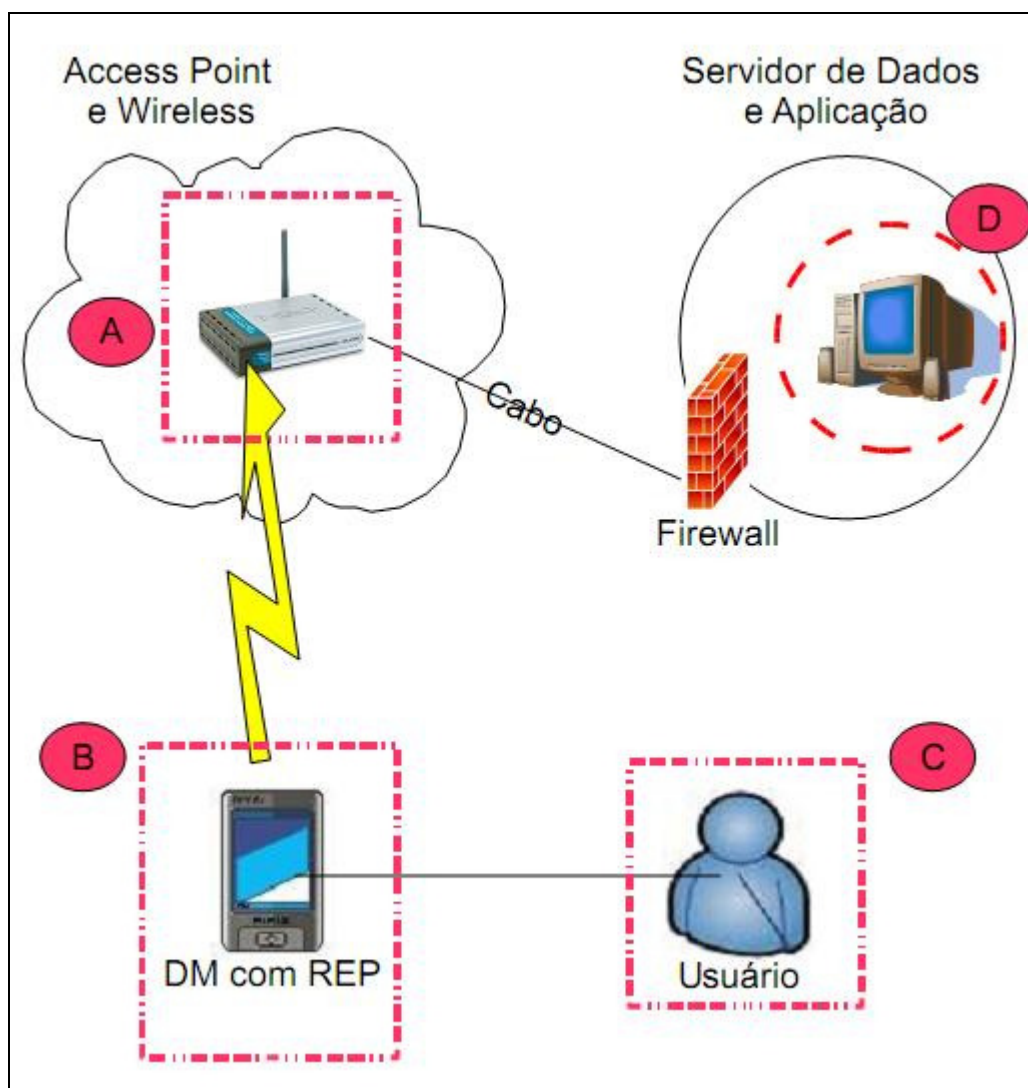 Access Point
e Wireless
Servidor de Dados
e Aplicação
D
A
Cabo
Firewall
B
C
DM com REP
Usuário